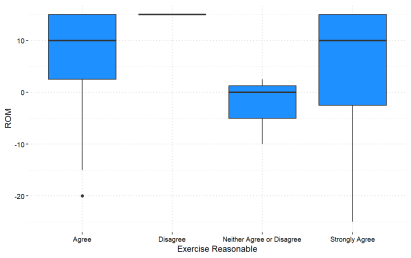 10
0
-10
-20
ROM
Agree
Disagree
Neither Agree or Disagree
Strongly Agree
Exercise Reasonable